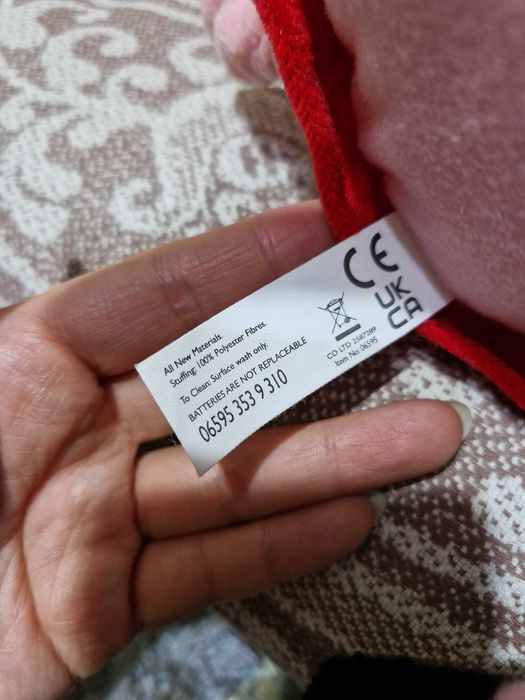 All New Materials.
Stuffing: 100% Polyester Fibres.
To Clean: Surface wash only.
BATTERIES ARE NOT REPLACEABLE
06595 353 9 310
CE
UK
CA
CO LTD 2587289
Item No: 06595